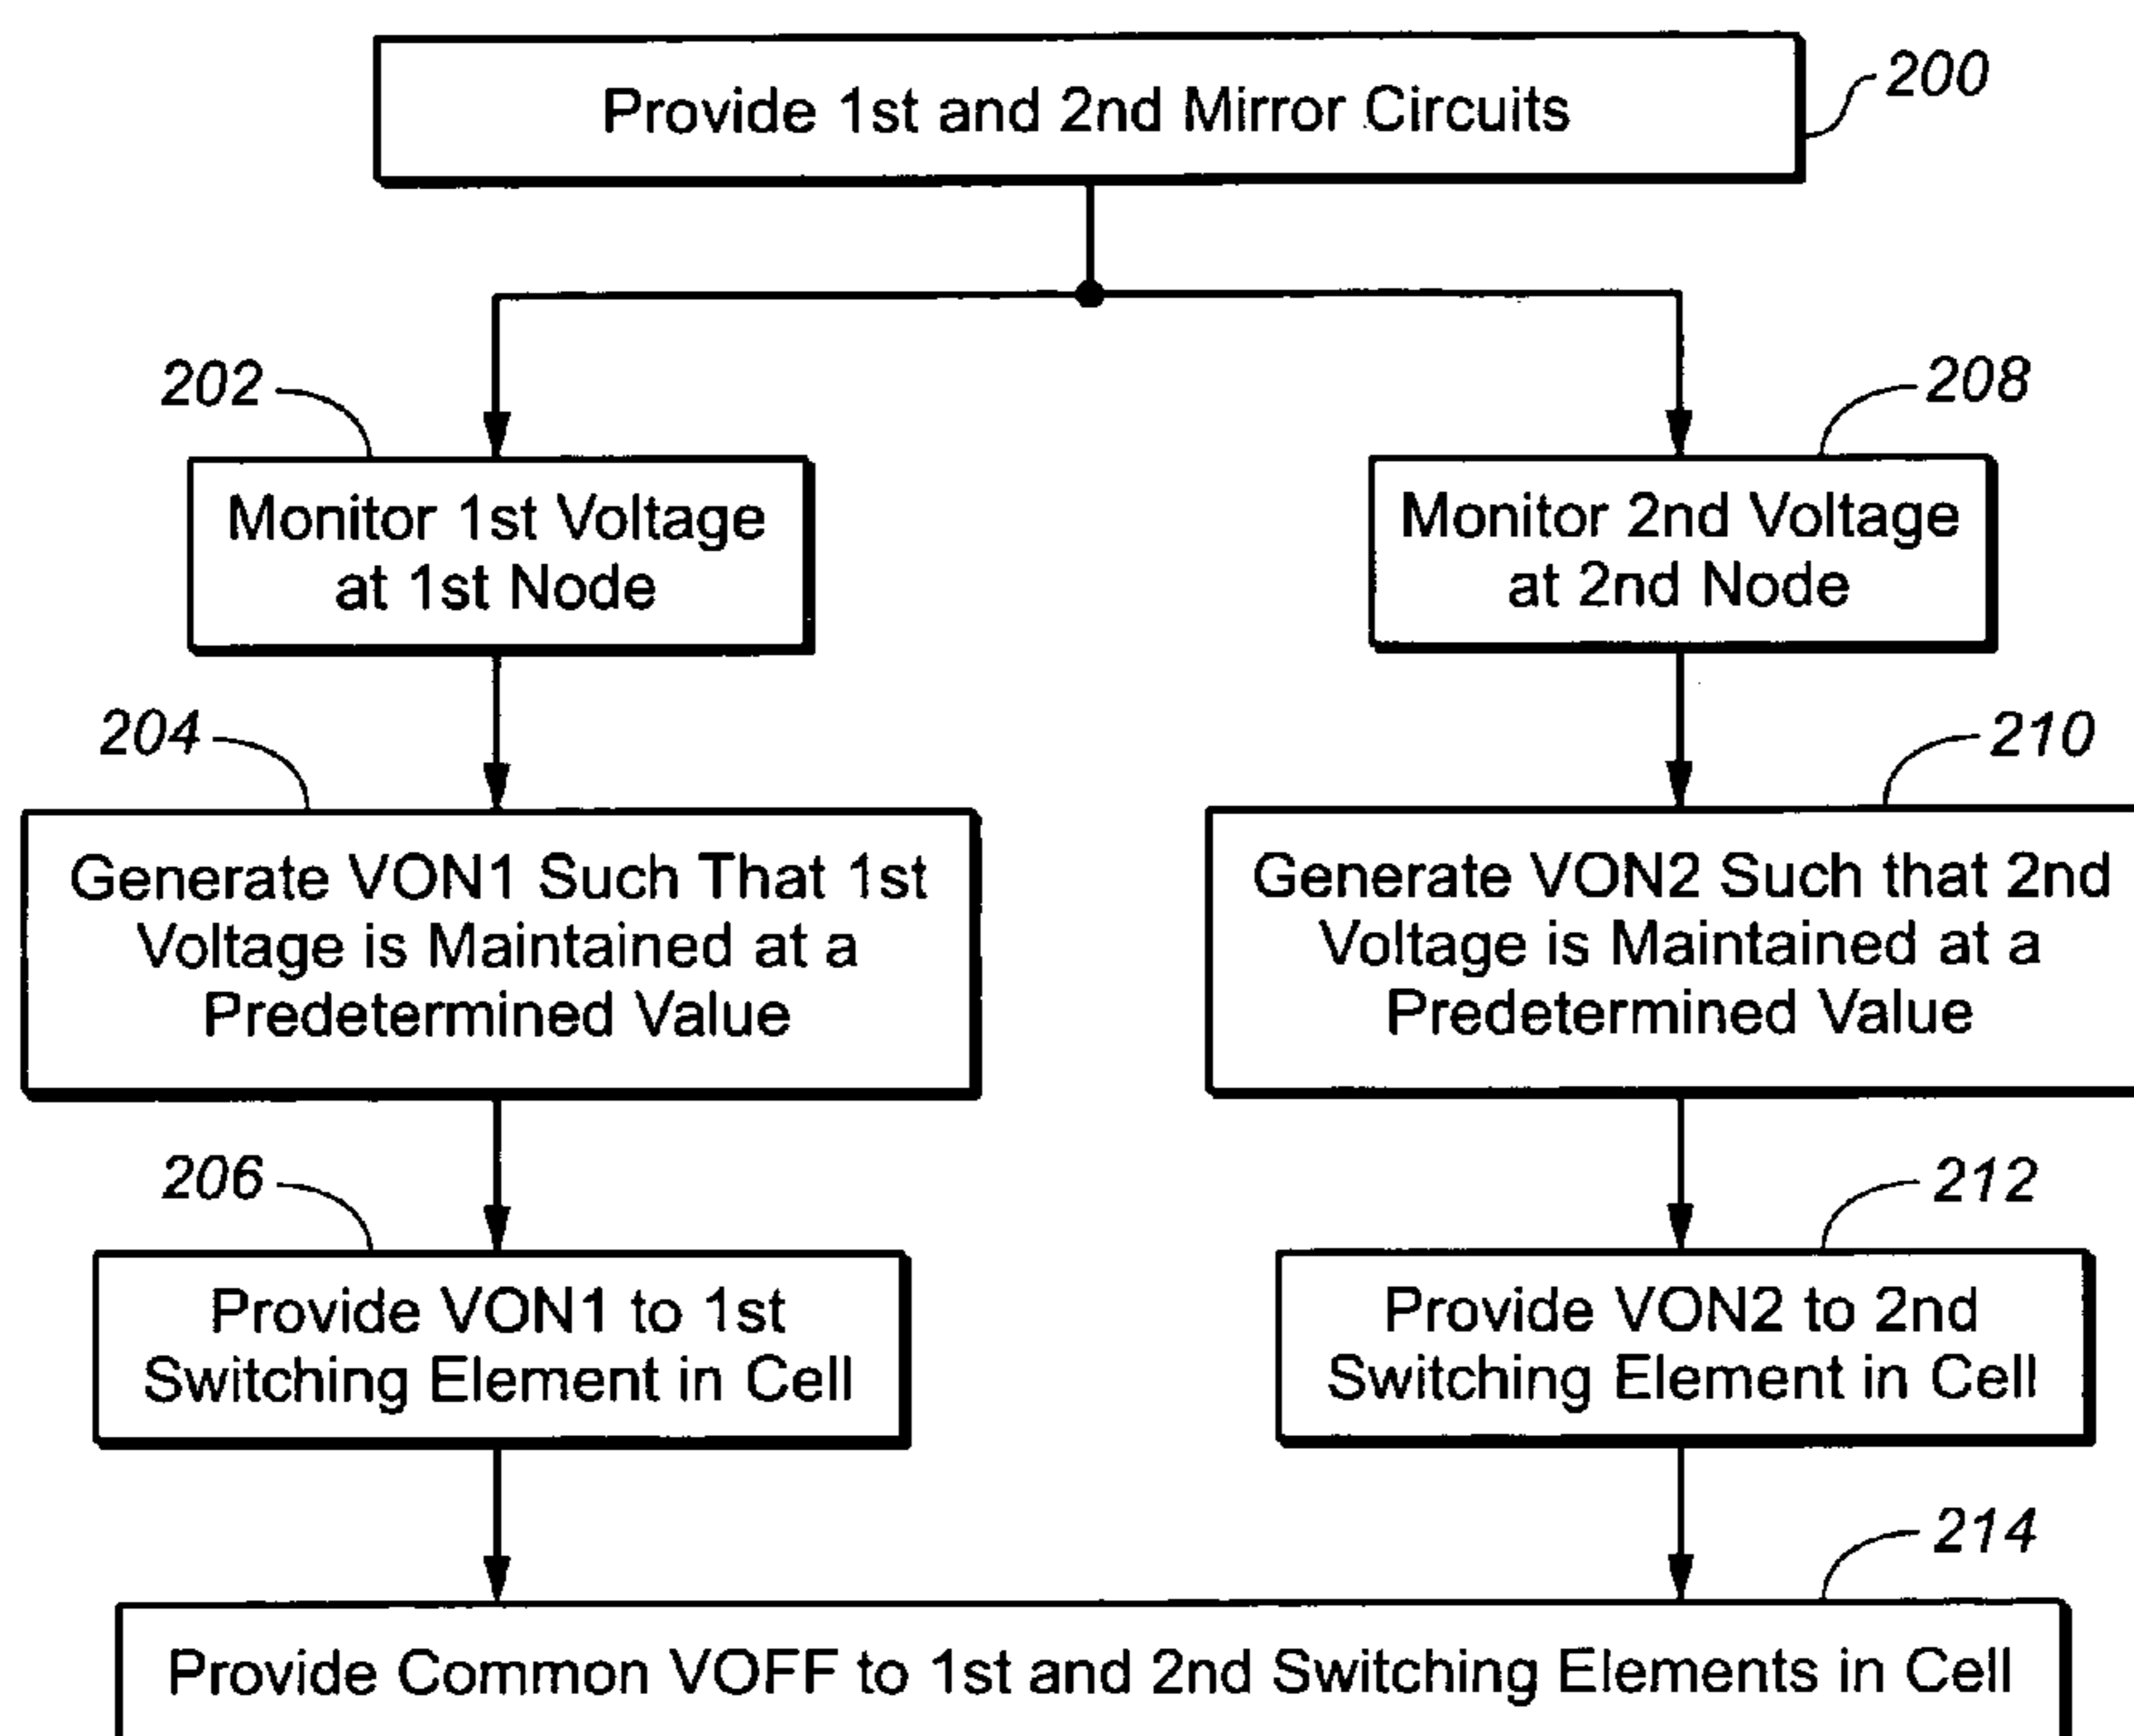 Provide 1st and 2nd Mirror Circuits
200
202
Monitor 1st Voltage
at 1st Node
204
Generate VON1 Such That 1st
Voltage is Maintained at a
Predetermined Value
206
Provide VON1 to 1st
Switching Element in Cell
208
Monitor 2nd Voltage
at 2nd Node
210
Generate VON2 Such that 2nd
Voltage is Maintained at a
Predetermined Value
212
Provide VON2 to 2nd
Switching Element in Cell
214
Provide Common VOFF to 1st and 2nd Switching Elements in Cell